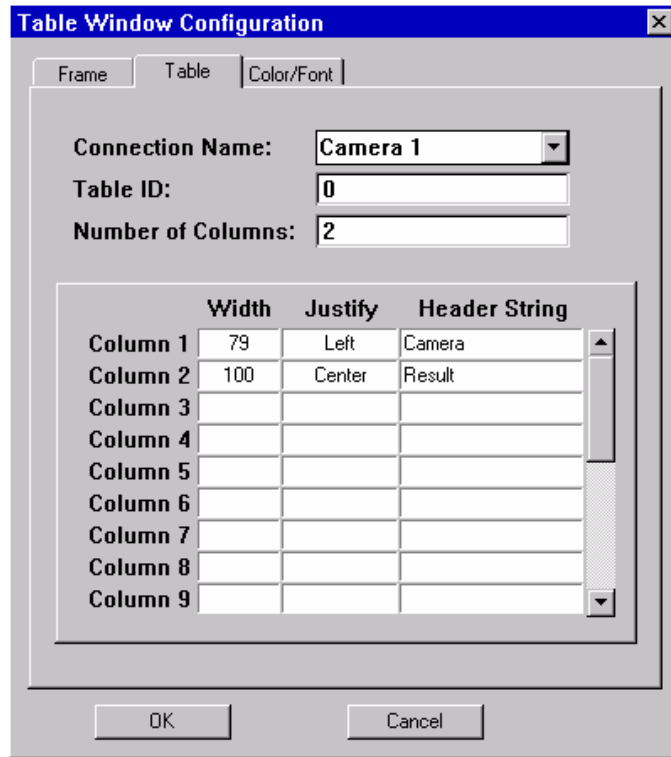 Table Window Configuration
Frame Table Color/Font
Connection Name: Camera 1
Table ID: 0
Number of Columns: 2
Width Justify Header String
Column 1 79 Left Camera
Column 2 100 Center Result
Column 3
Column 4
Column 5
Column 6
Column 7
Column 8
Column 9
OK Cancel